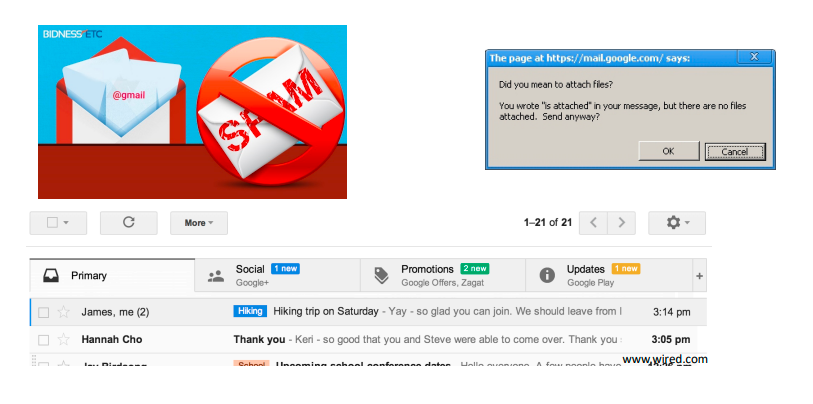 BIDNESS ETC
@gmail
SPAM
The page at https://mail.google.com/ says:
Did you mean to attach files?
You wrote "is attached" in your message, but there are no files
attached. Send anyway?
OK Cancel
More 1–21 of 21
Primary Social 1 new Promotions 2 new Updates 1 new +
Google+ Google Offers, Zagat Google Play
James, me (2) Hiking Hiking trip on Saturday - Yay - so glad you can join. We should leave from 3:14 pm
Hannah Cho Thank you - Keri - so good that you and Steve were able to come over. Thank you 3:05 pm
School Upcoming school conference dates - Hello everyone. A few people have
www.wired.com